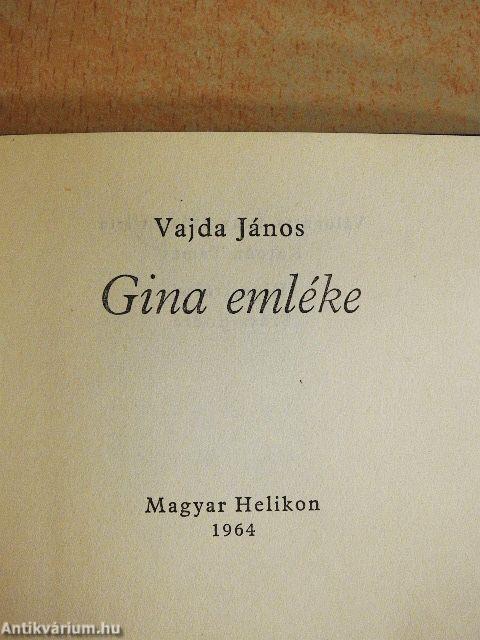 Vajda János
Gina emléke
Magyar Helikon
1964
Antikvárium.hu